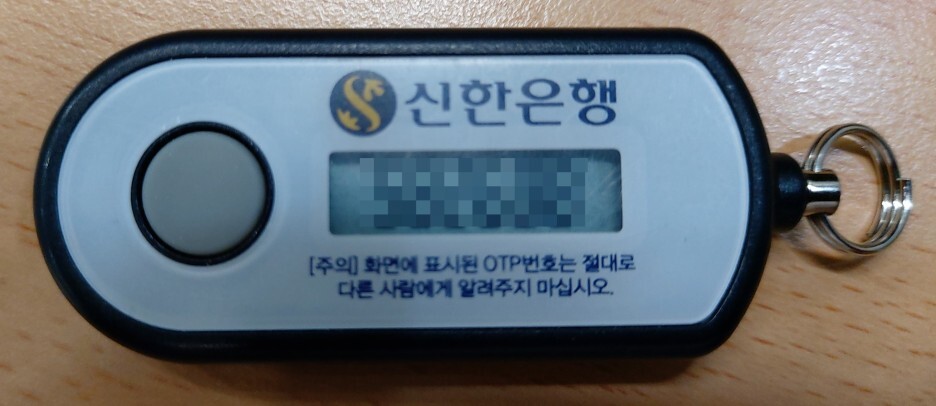 신한은행
[주의] 화면에 표시된 OTP번호는 절대로
다른 사람에게 알려주지 마십시오.